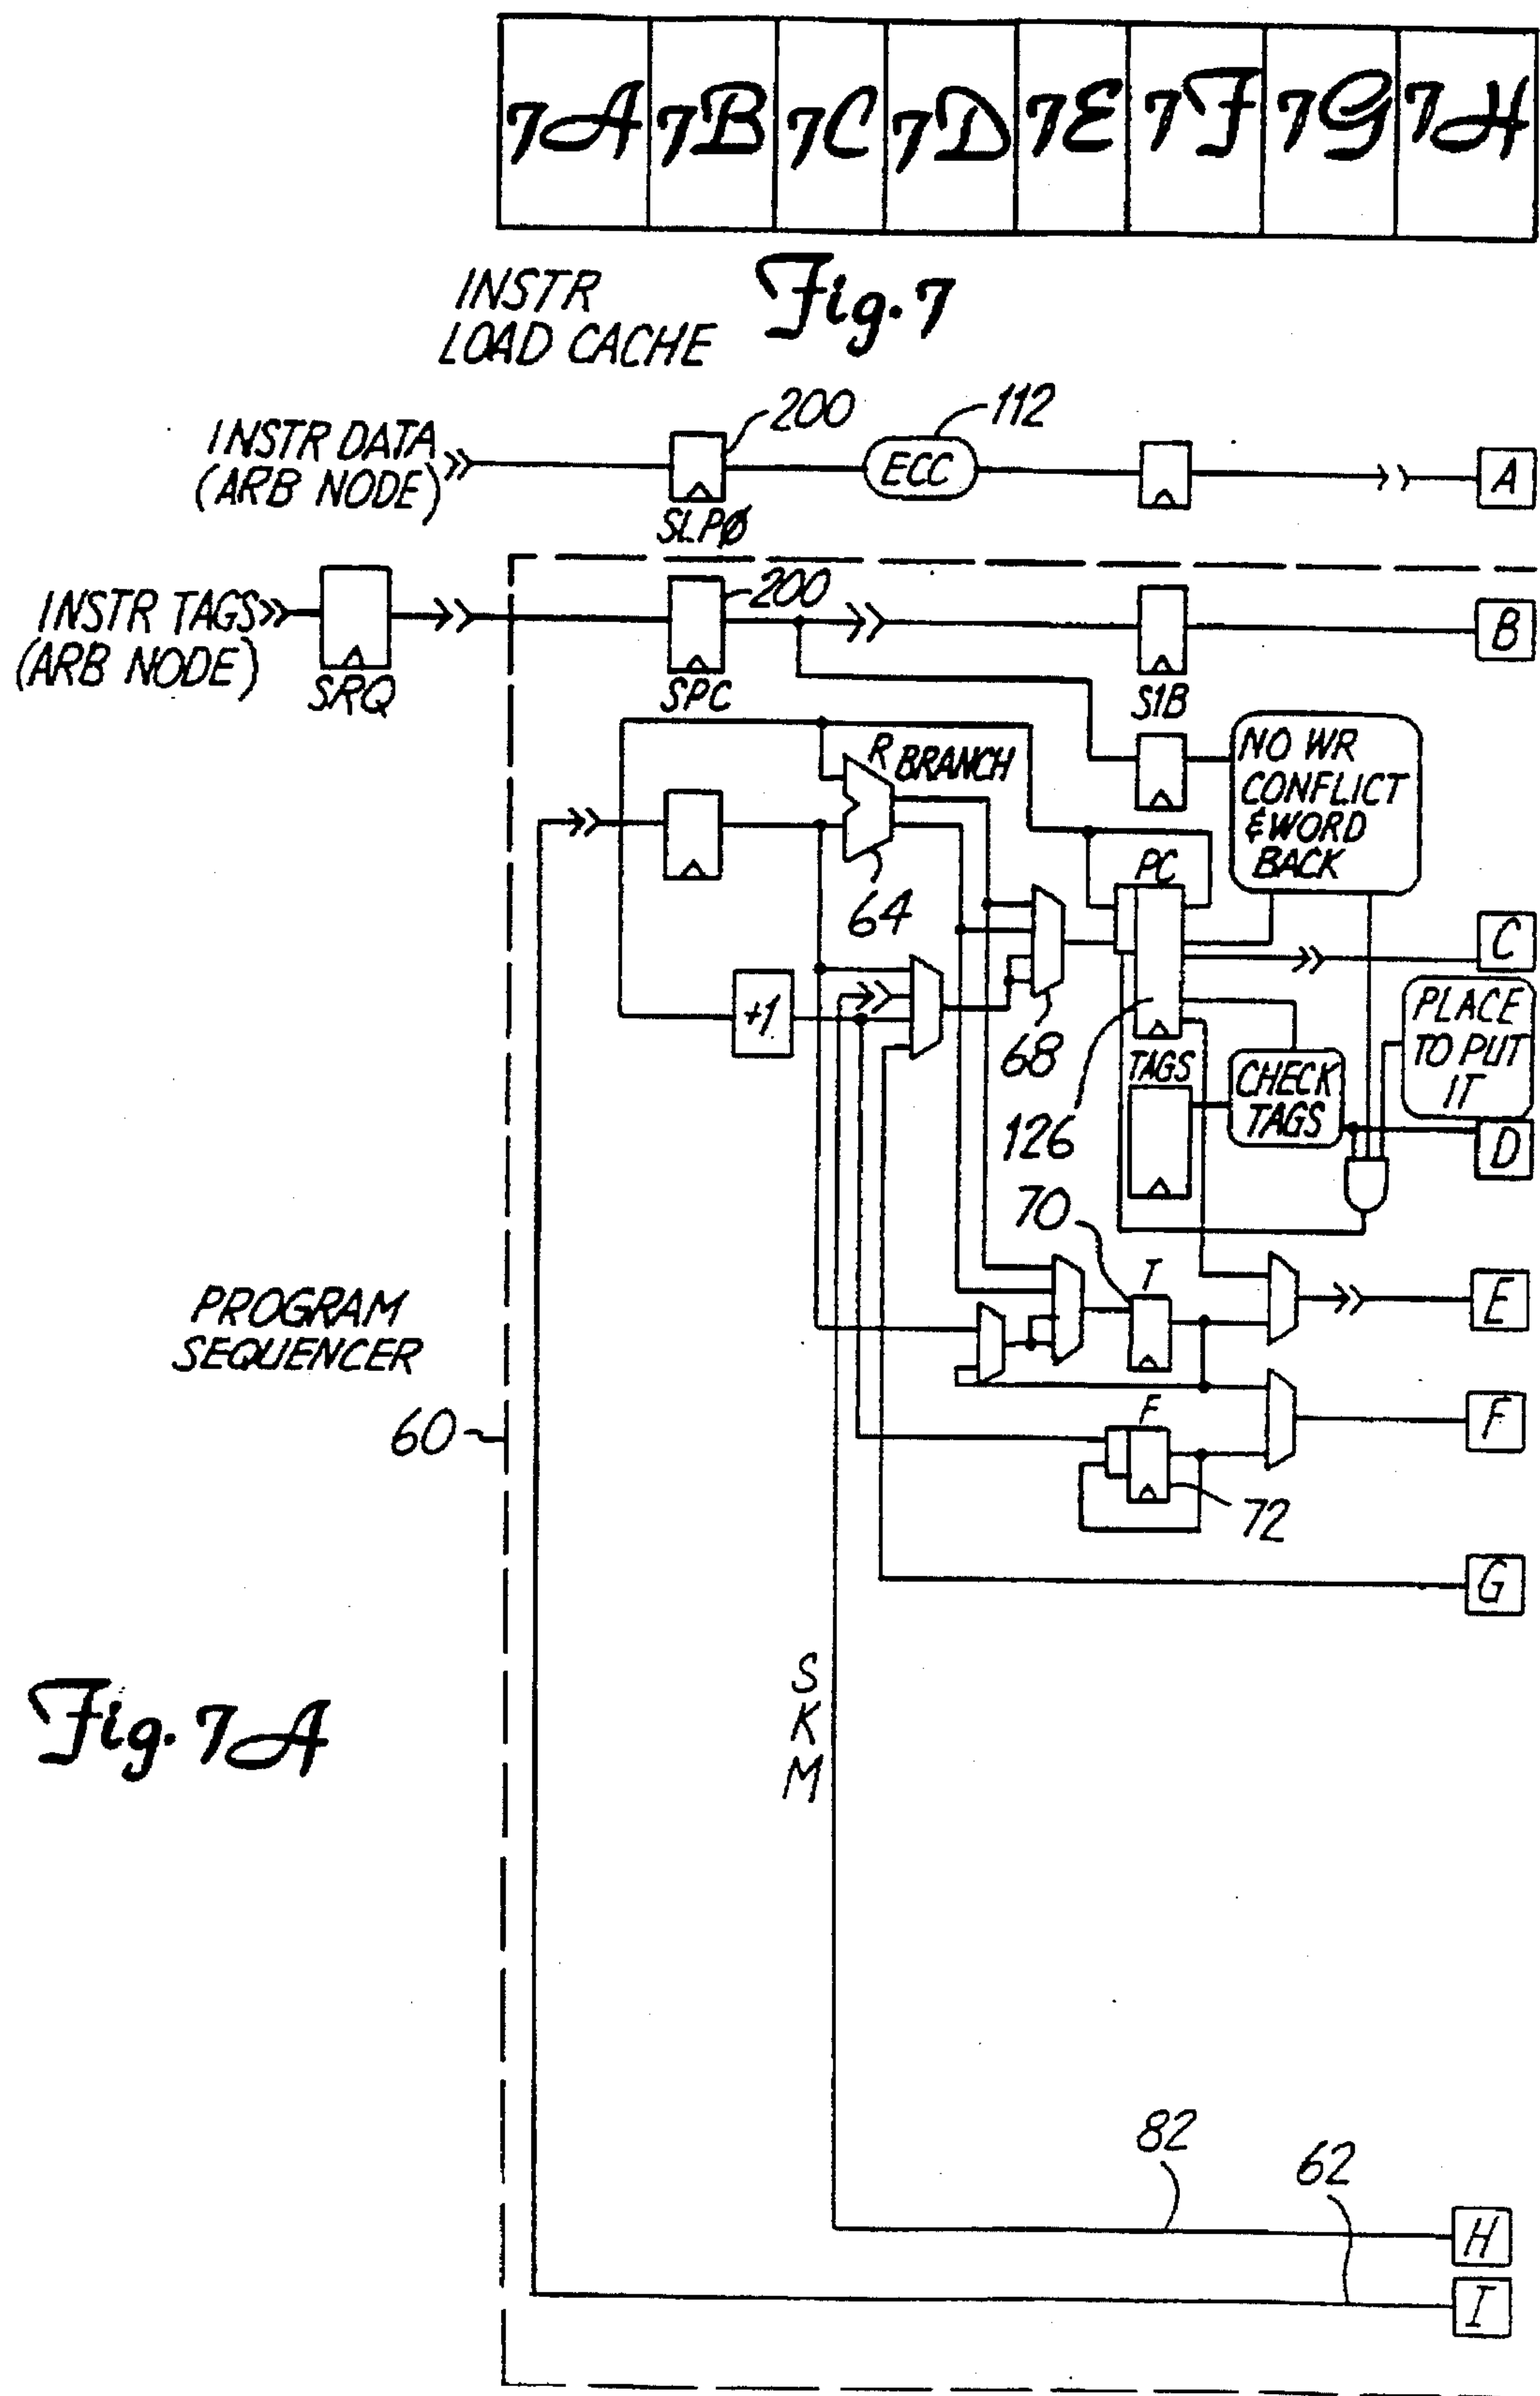 7A 7B 7C 7D 7E 7F 7G 7H
Fig. 7
INSTR
LOAD CACHE
200
112
INSTR DATA
(ARB NODE)
ECC
A
SLPØ
INSTR TAGS
(ARB NODE)
SRQ
200
SPC
S1B
B
R BRANCH
64
NO WR
CONFLICT
& WORD
BACK
PC
C
+1
68
126
TAGS
CHECK
TAGS
PLACE
TO PUT
IT
D
70
T
E
PROGRAM
SEQUENCER
60
F
72
F
G
SKM
Fig. 7A
82
62
H
I